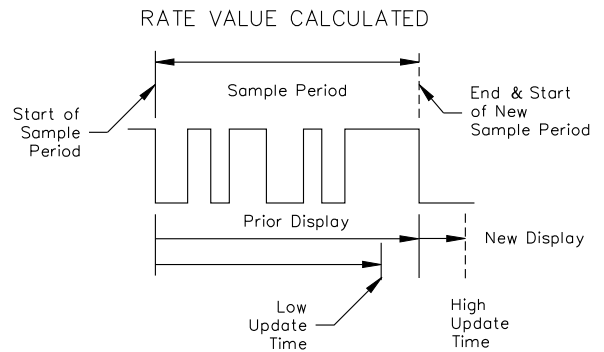 RATE VALUE CALCULATED
Sample Period
Start of
Sample
Period
End & Start
of New
Sample Period
Prior Display
New Display
Low
Update
Time
High
Update
Time